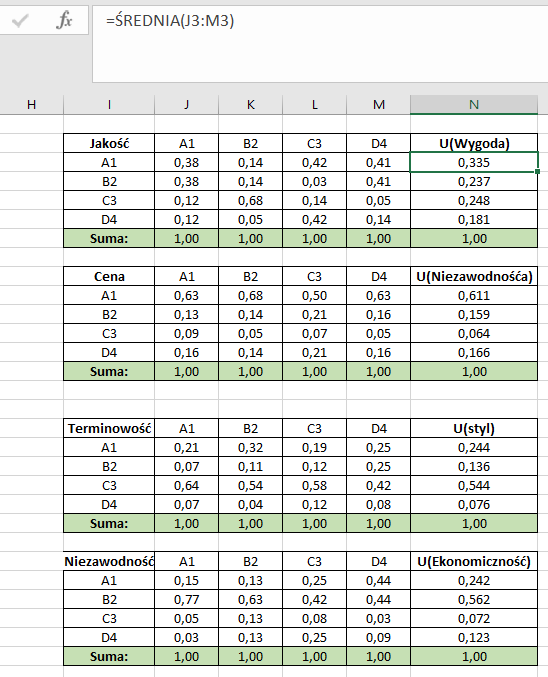 fx =ŚREDNIA(J3:M3)
H I J K L M N
Jakość A1 B2 C3 D4 U(Wygoda)
A1 0,38 0,14 0,42 0,41 0,335
B2 0,38 0,14 0,03 0,41 0,237
C3 0,12 0,68 0,14 0,05 0,248
D4 0,12 0,05 0,42 0,14 0,181
Suma: 1,00 1,00 1,00 1,00 1,00
Cena A1 B2 C3 D4 U(Niezawodnośća)
A1 0,63 0,68 0,50 0,63 0,611
B2 0,13 0,14 0,21 0,16 0,159
C3 0,09 0,05 0,07 0,05 0,064
D4 0,16 0,14 0,21 0,16 0,166
Suma: 1,00 1,00 1,00 1,00 1,00
Terminowość A1 B2 C3 D4 U(styl)
A1 0,21 0,32 0,19 0,25 0,244
B2 0,07 0,11 0,12 0,25 0,136
C3 0,64 0,54 0,58 0,42 0,544
D4 0,07 0,04 0,12 0,08 0,076
Suma: 1,00 1,00 1,00 1,00 1,00
Niezawodność A1 B2 C3 D4 U(Ekonomiczność)
A1 0,15 0,13 0,25 0,44 0,242
B2 0,77 0,63 0,42 0,44 0,562
C3 0,05 0,13 0,08 0,03 0,072
D4 0,03 0,13 0,25 0,09 0,123
Suma: 1,00 1,00 1,00 1,00 1,00